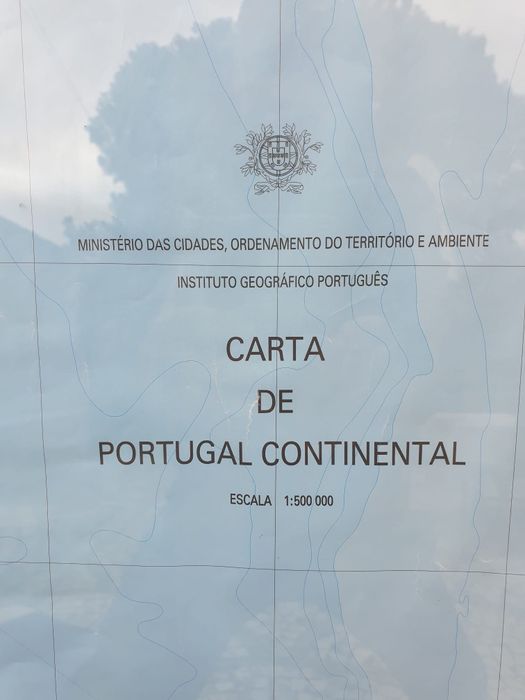 MINISTÉRIO DAS CIDADES, ORDENAMENTO DO TERRITÓRIO E AMBIENTE
INSTITUTO GEOGRÁFICO PORTUGUÊS
CARTA
DE
PORTUGAL CONTINENTAL
ESCALA 1:500 000